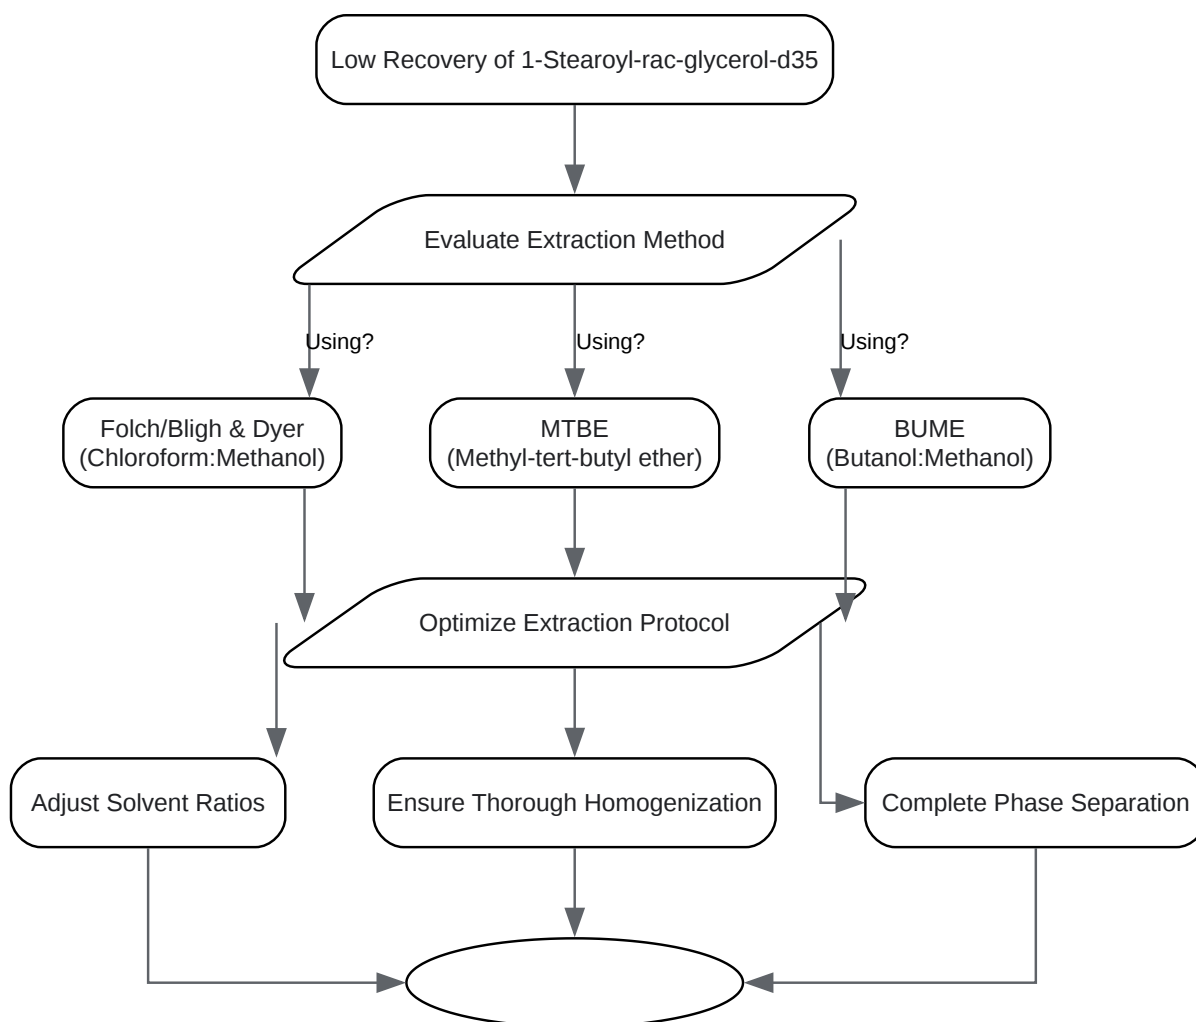 Low Recovery of 1-Stearoyl-rac-glycerol-d35
Evaluate Extraction Method
Using?
Using?
Using?
Folch/Bligh & Dyer
(Chloroform:Methanol)
MTBE
(Methyl-tert-butyl ether)
BUME
(Butanol:Methanol)
Optimize Extraction Protocol
Adjust Solvent Ratios
Ensure Thorough Homogenization
Complete Phase Separation